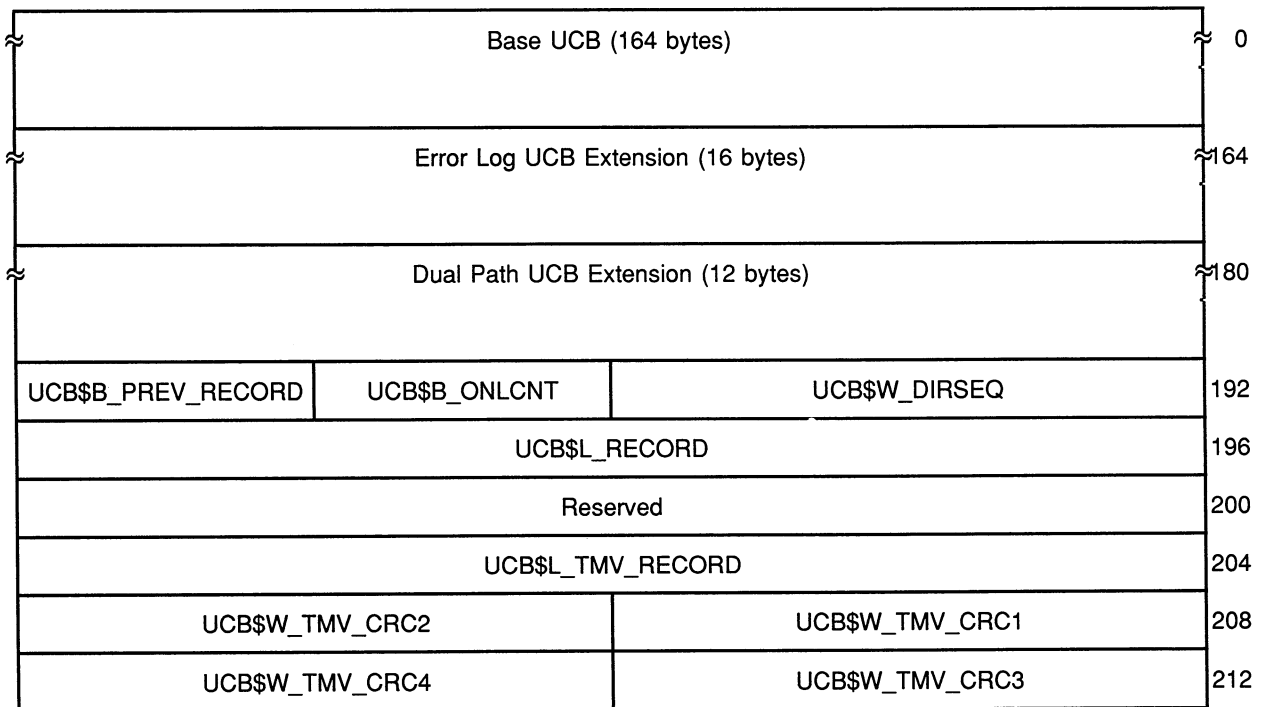 Base UCB (164 bytes) 0
Error Log UCB Extension (16 bytes) 164
Dual Path UCB Extension (12 bytes) 180
UCB$B_PREV_RECORD UCB$B_ONLCNT UCB$W_DIRSEQ 192
UCB$L_RECORD 196
Reserved 200
UCB$L_TMV_RECORD 204
UCB$W_TMV_CRC2 UCB$W_TMV_CRC1 208
UCB$W_TMV_CRC4 UCB$W_TMV_CRC3 212